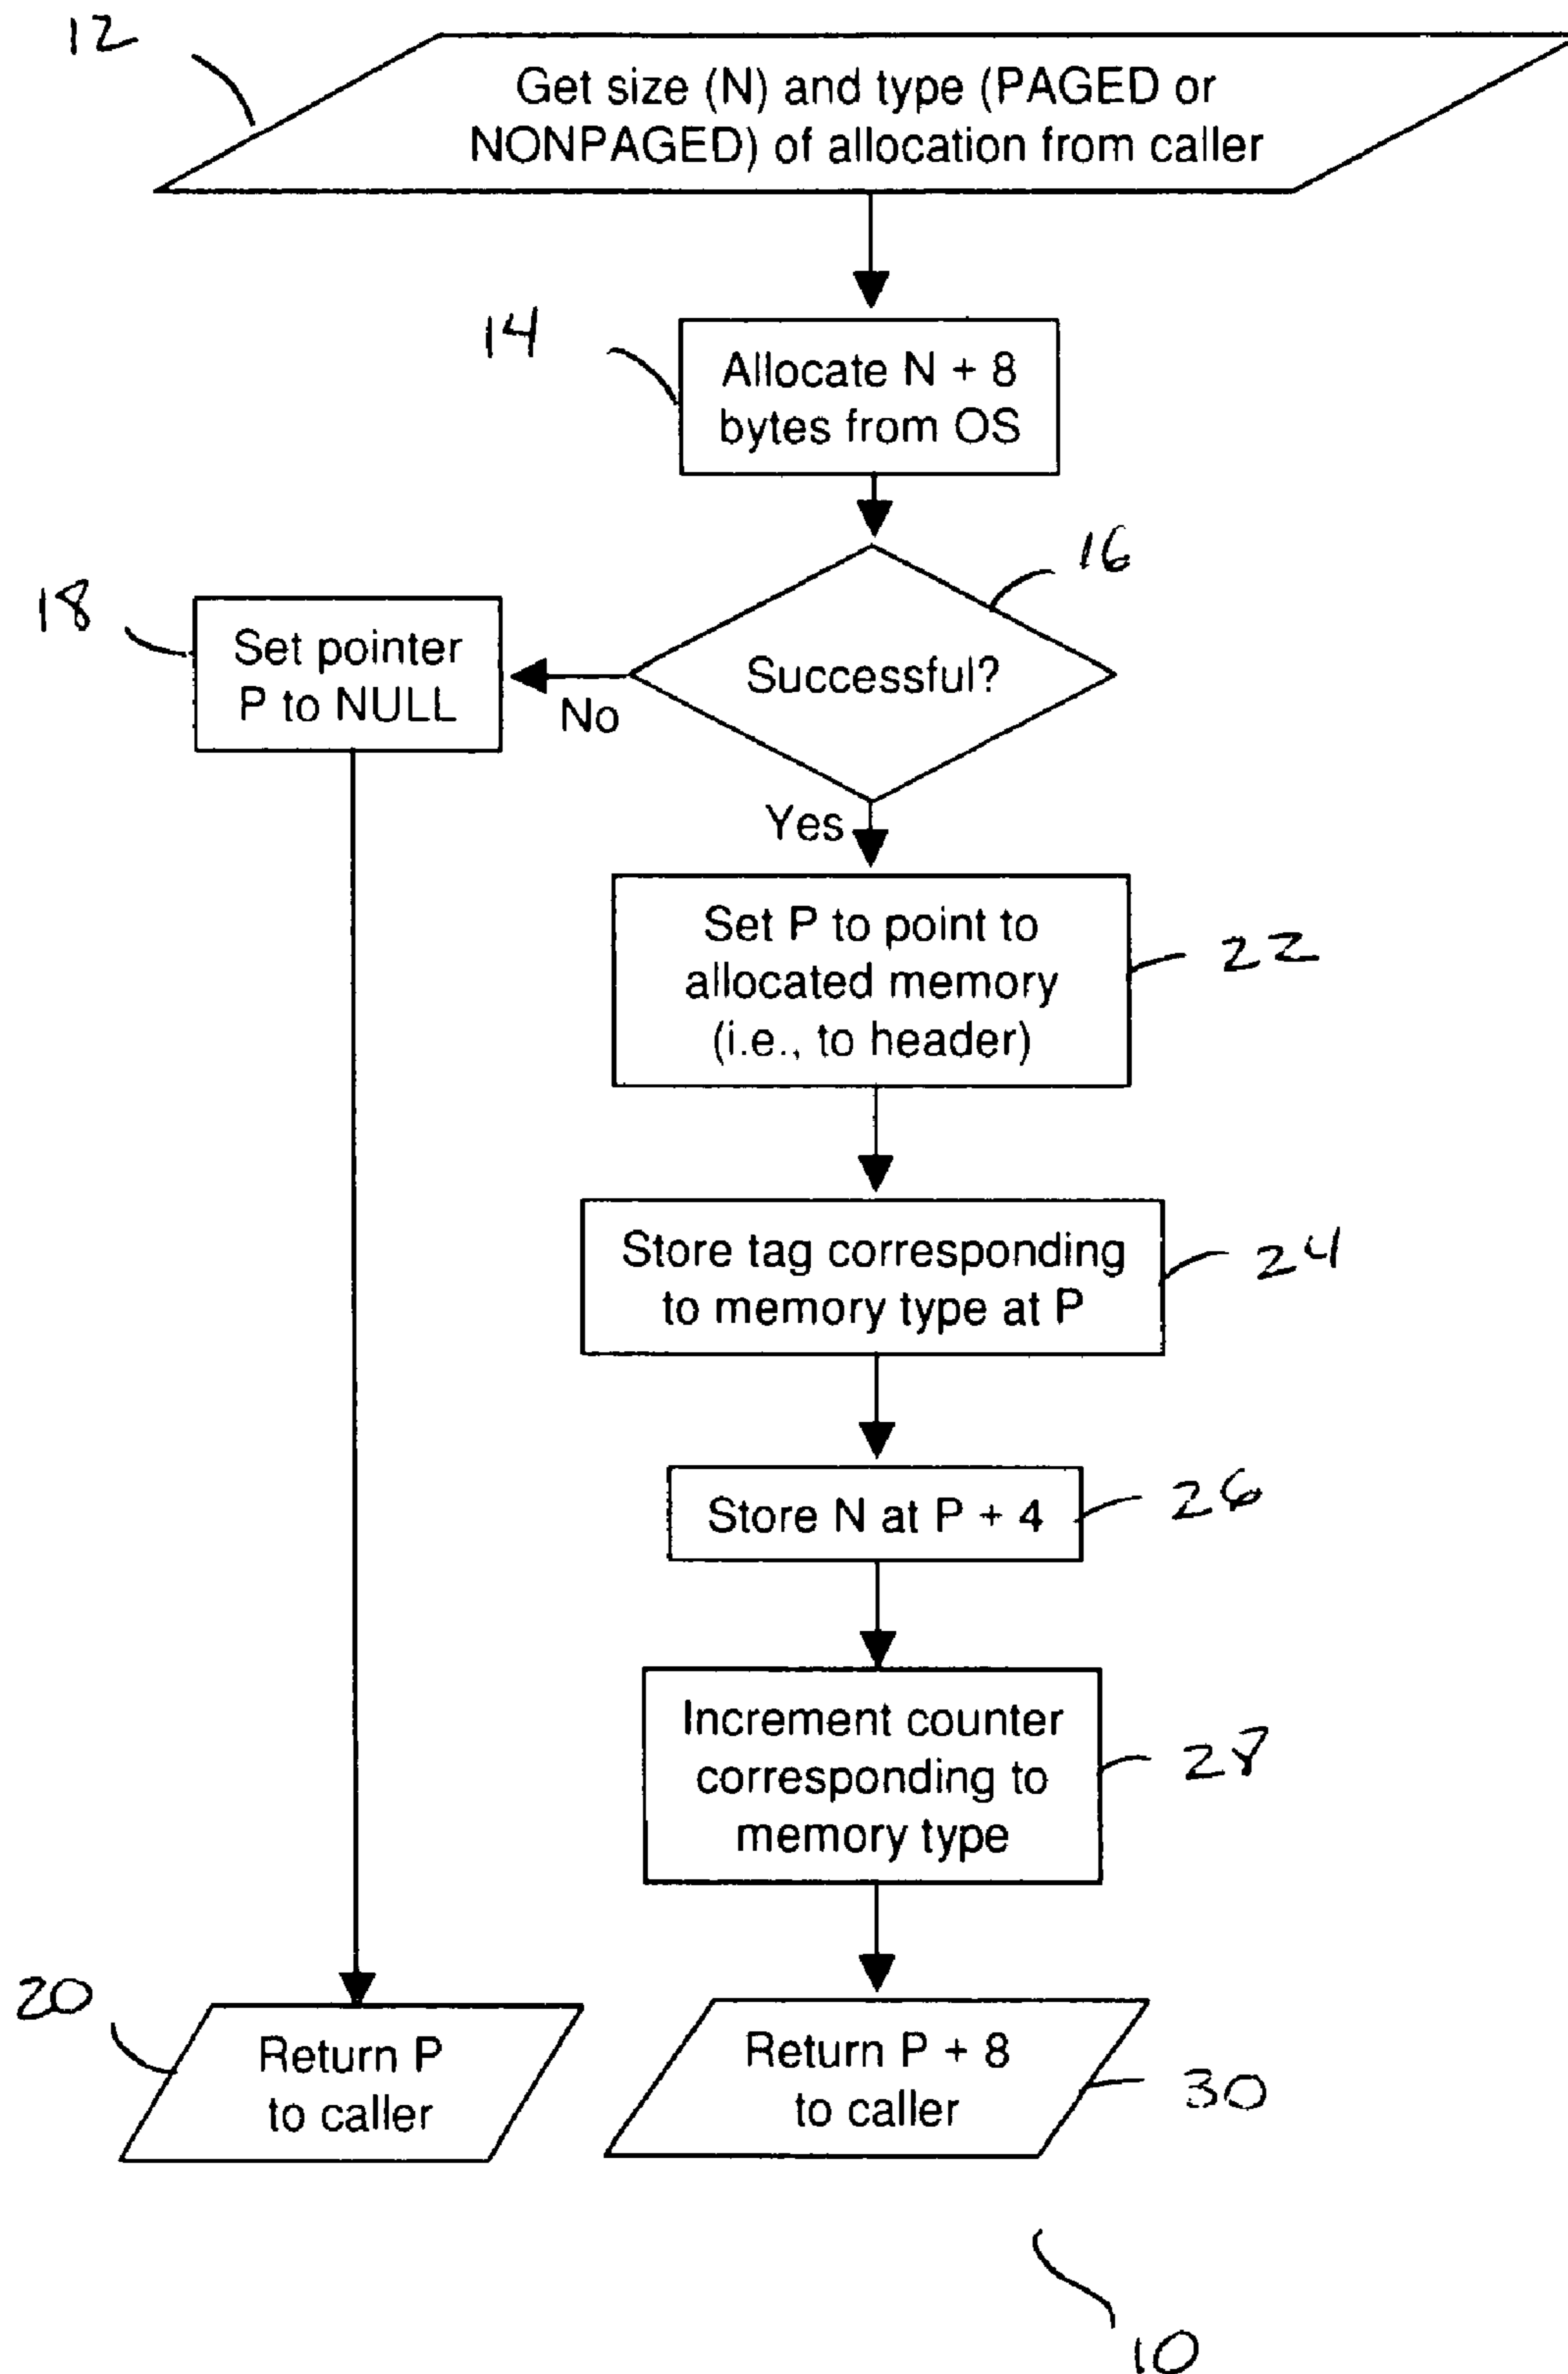 12
Get size (N) and type (PAGED or
NONPAGED) of allocation from caller
14
Allocate N + 8
bytes from OS
16
Successful?
18
Set pointer
P to NULL
No
Yes
Set P to point to
allocated memory
(i.e., to header)
22
Store tag corresponding
to memory type at P
24
Store N at P + 4
26
Increment counter
corresponding to
memory type
28
20
Return P
to caller
Return P + 8
to caller
30
10